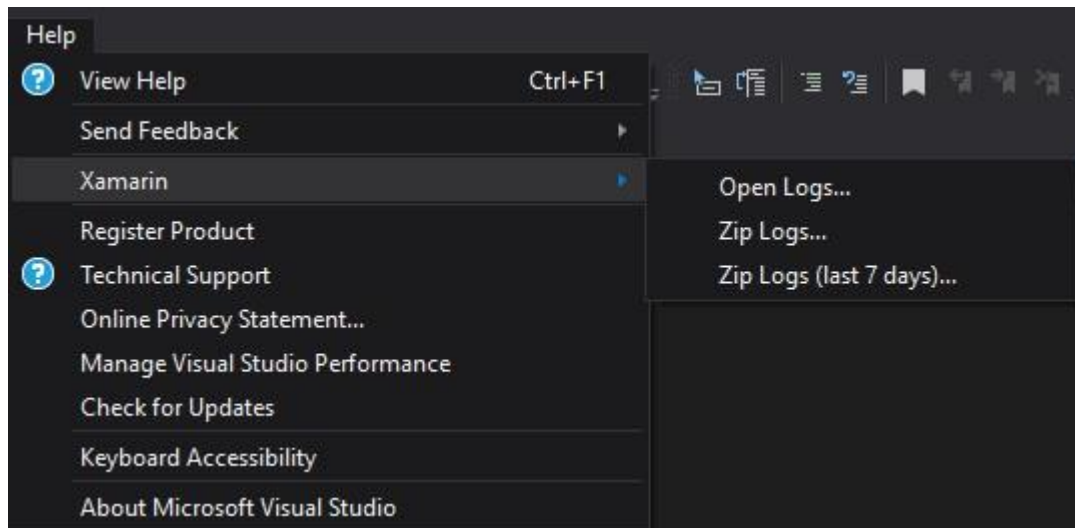 Help
View Help Ctrl+F1
Send Feedback
Xamarin
Open Logs...
Zip Logs...
Zip Logs (last 7 days)...
Register Product
Technical Support
Online Privacy Statement...
Manage Visual Studio Performance
Check for Updates
Keyboard Accessibility
About Microsoft Visual Studio